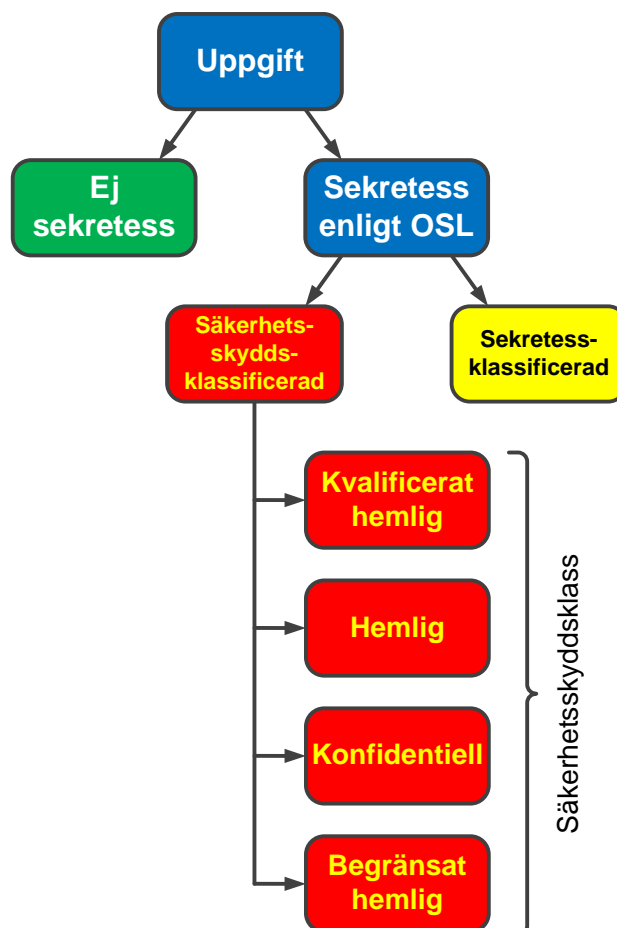 Uppgift
Ej
sekretess
Sekretess
enligt OSL
Säkerhets-
skydds-
klassificerad
Sekretess-
klassificerad
Kvalificerat
hemlig
Hemlig
Konfidentiell
Begränsat
hemlig
Säkerhetsskyddsklass